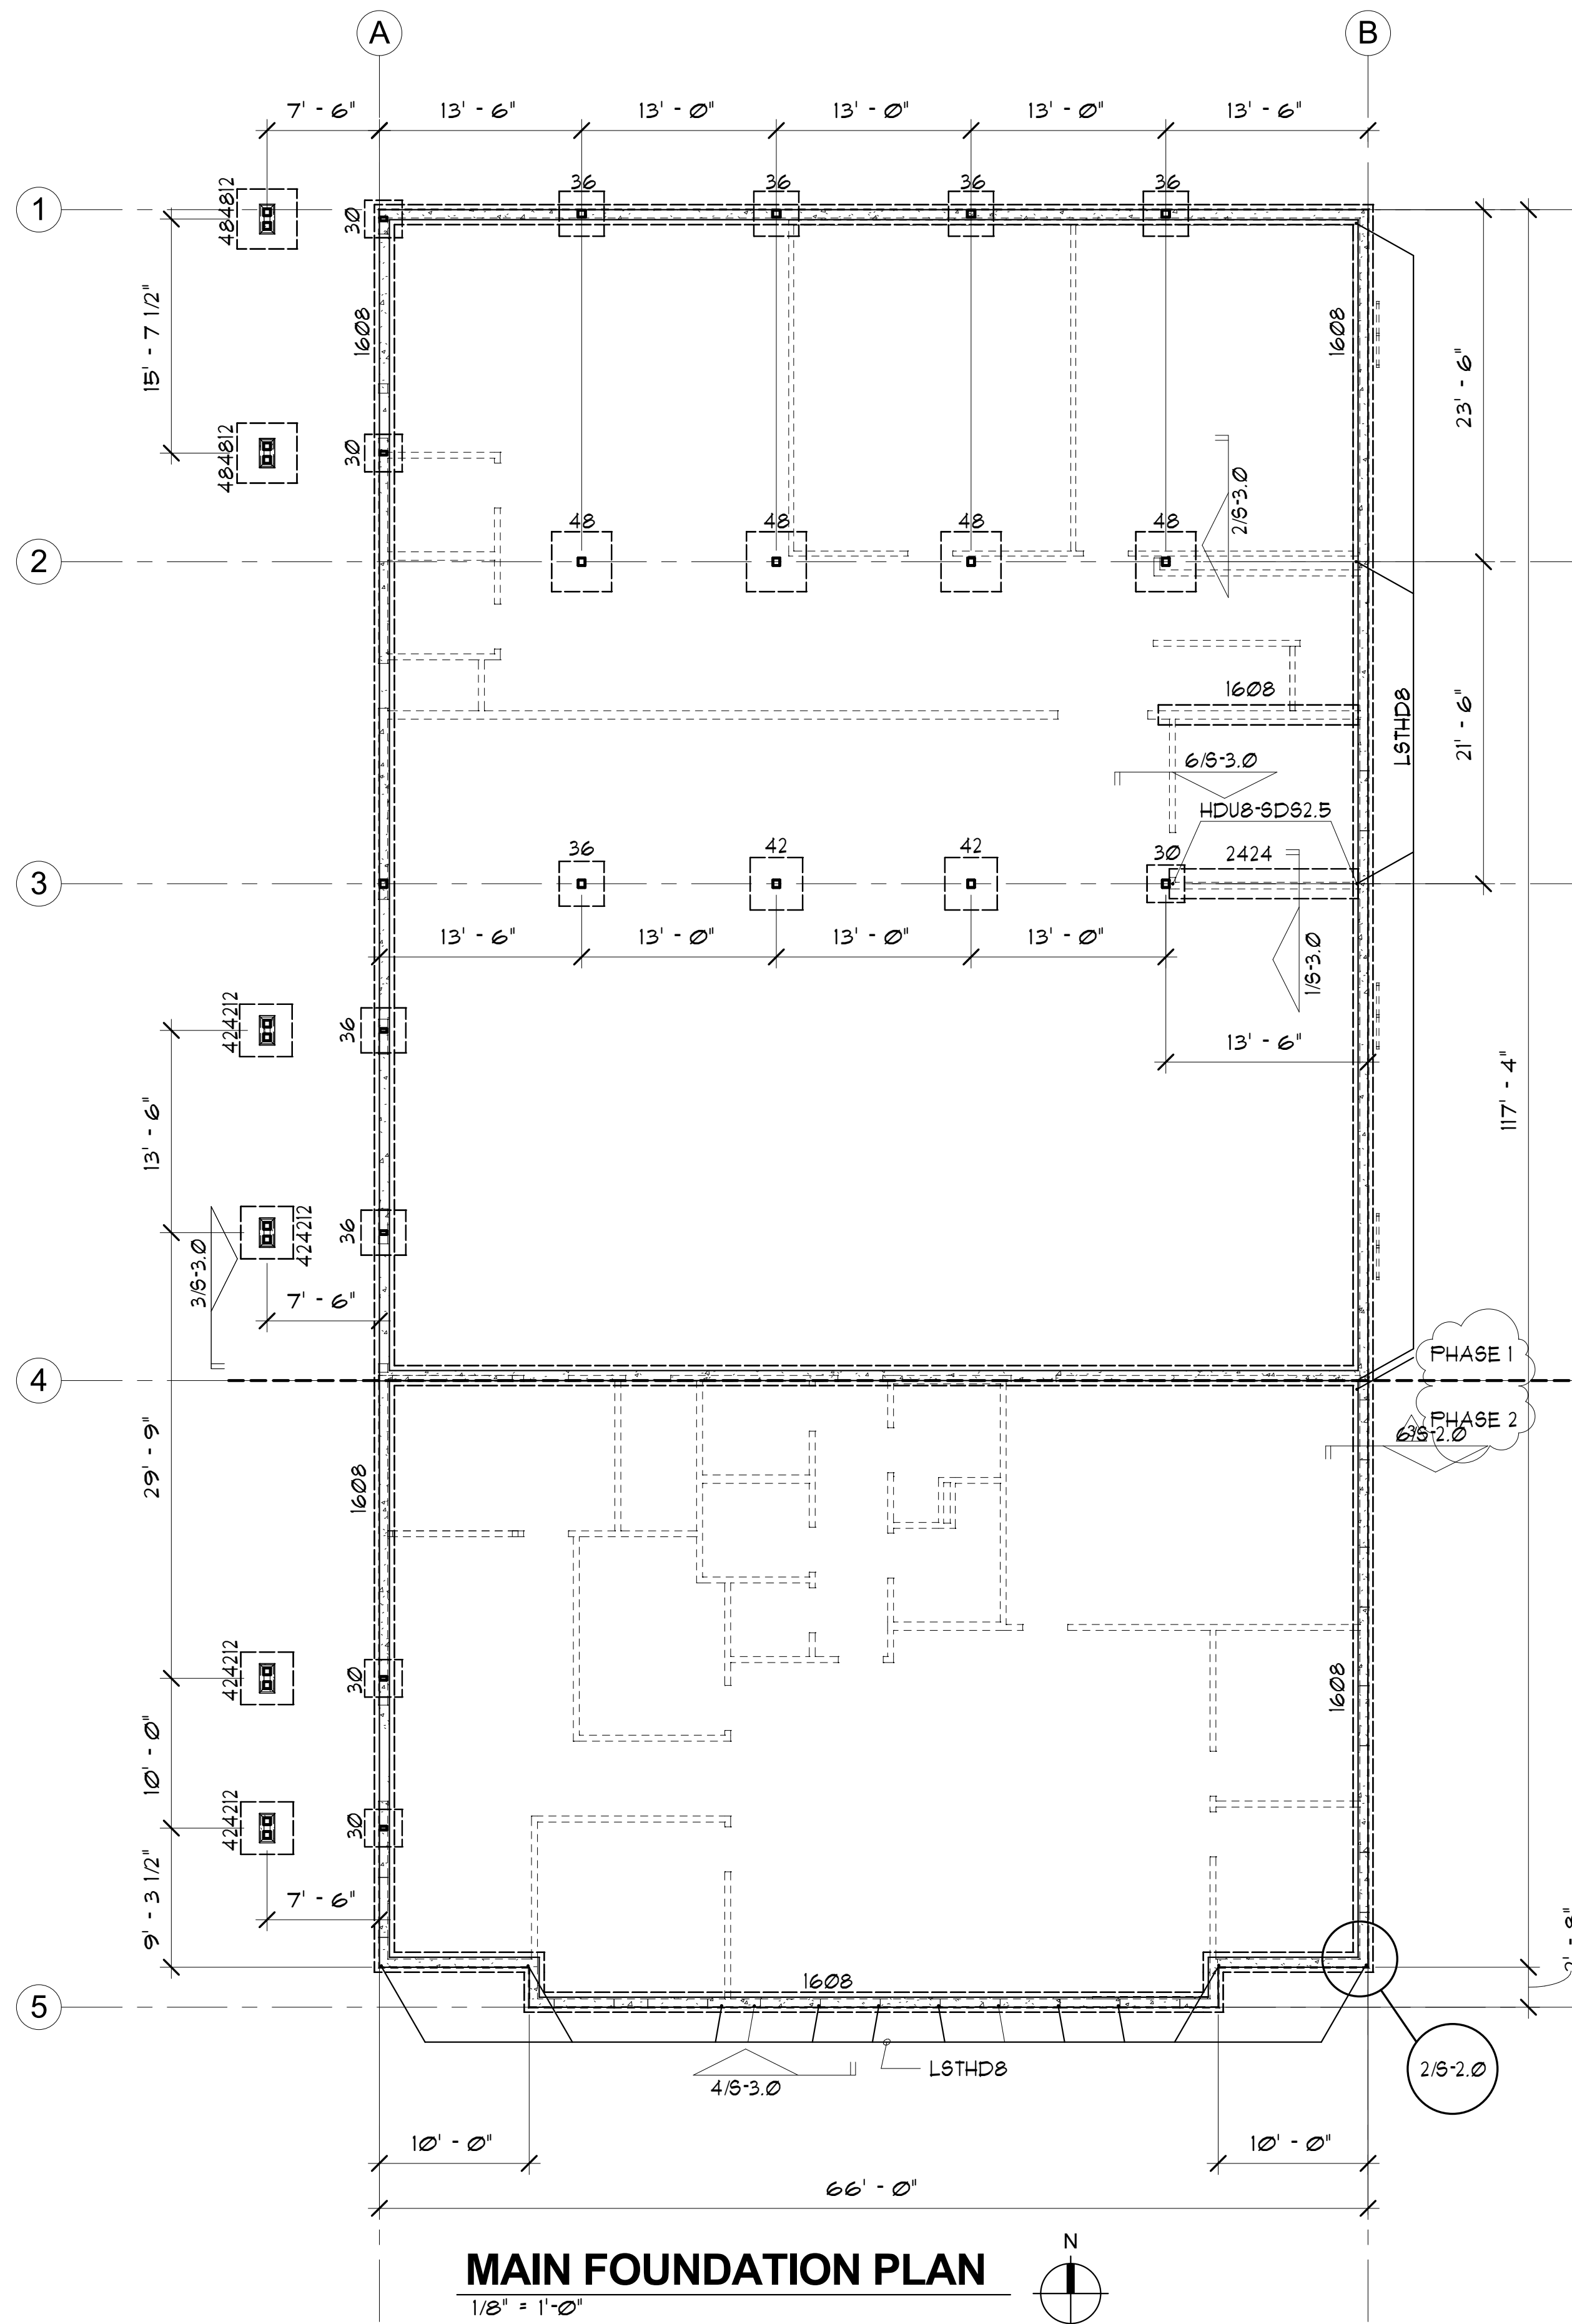 A
B
7' - 6"
13' - 6"
13' - 0"
13' - 0"
13' - 0"
13' - 6"
1
484812
30
36
36
36
36
15' - 7 1/2"
1608
1608
23' - 6"
484812
30
2/S-3.0
48
48
48
48
2
1608
LSTHD8
21' - 6"
6/S-3.0
HDU8-SDS2.5
36
42
42
30
2424
3
13' - 6"
13' - 0"
13' - 0"
13' - 0"
1/S-3.0
424212
36
13' - 6"
117' - 4"
13' - 6"
36
424212
3/S-3.0
7' - 6"
PHASE 1
4
PHASE 2
3
6/S-2.0
29' - 9"
1608
424212
30
1608
10' - 0"
424212
30
9' - 3 1/2"
7' - 6"
2' - 8"
1608
5
LSTHD8
4/S-3.0
2/S-2.0
10' - 0"
10' - 0"
66' - 0"
MAIN FOUNDATION PLAN
N
1/8" = 1'-0"